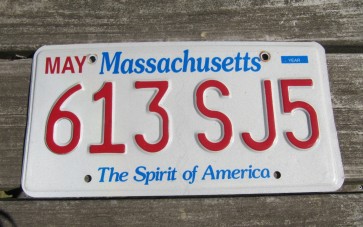 MAY Massachusetts YEAR
613 SJ5
The Spirit of America